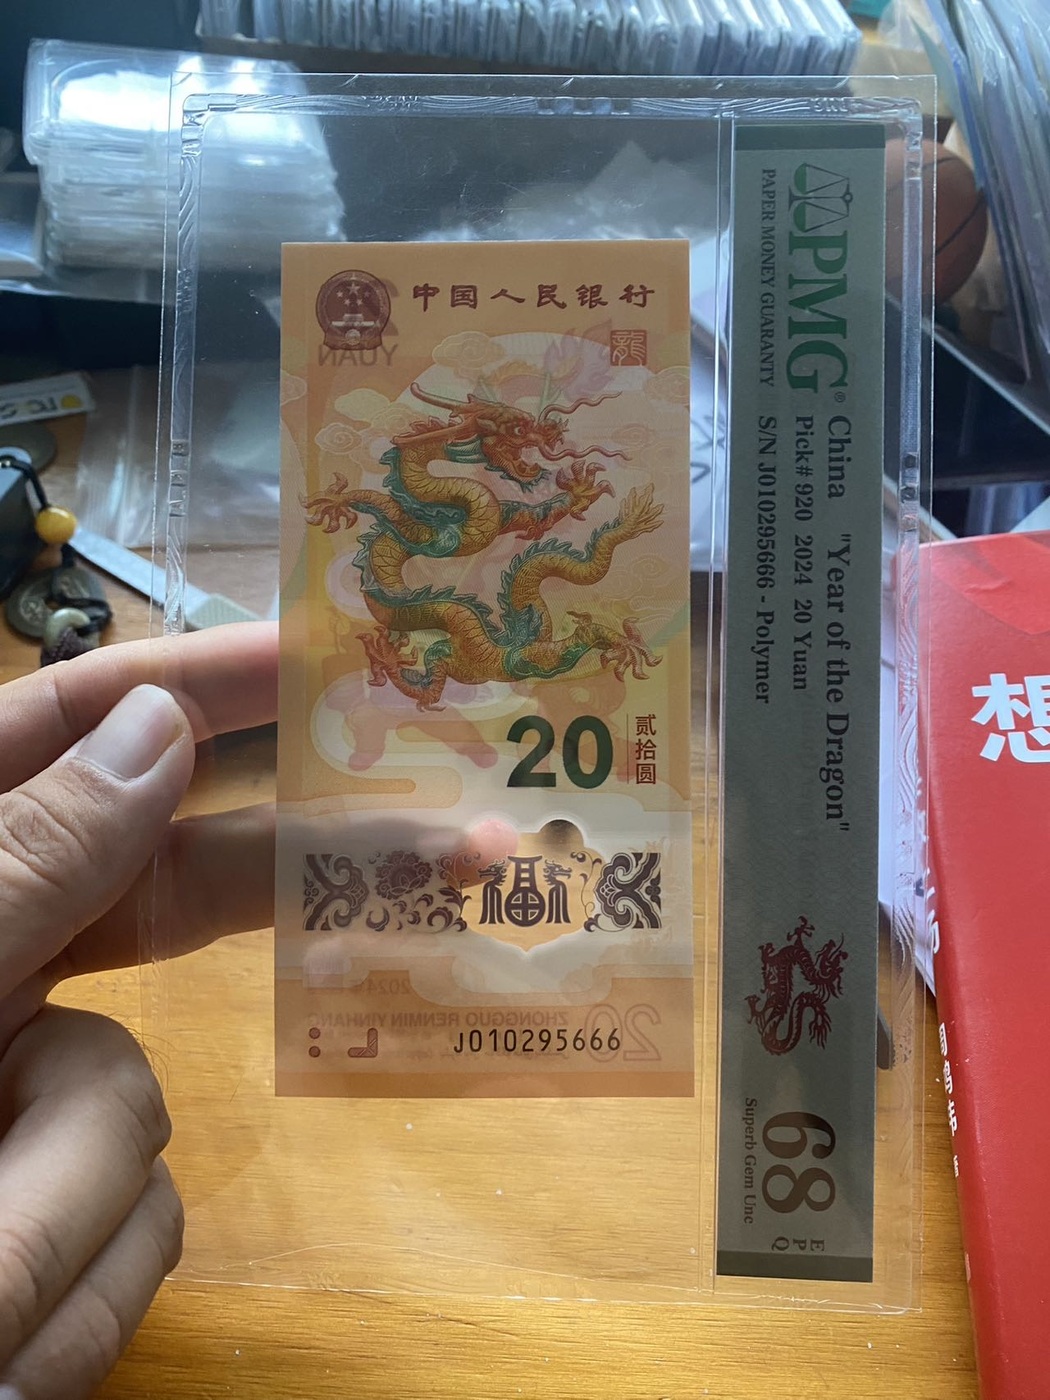 中国人民银行
龍
YUAN
20
贰拾圆
福
2024
ZHONGGUO RENMIN YINHANG
20
J010295666
PMG®
PAPER MONEY GUARANTY
China "Year of the Dragon"
Pick# 920 2024 20 Yuan
S/N J010295666 - Polymer
68
EPQ
Superb Gem Unc
想